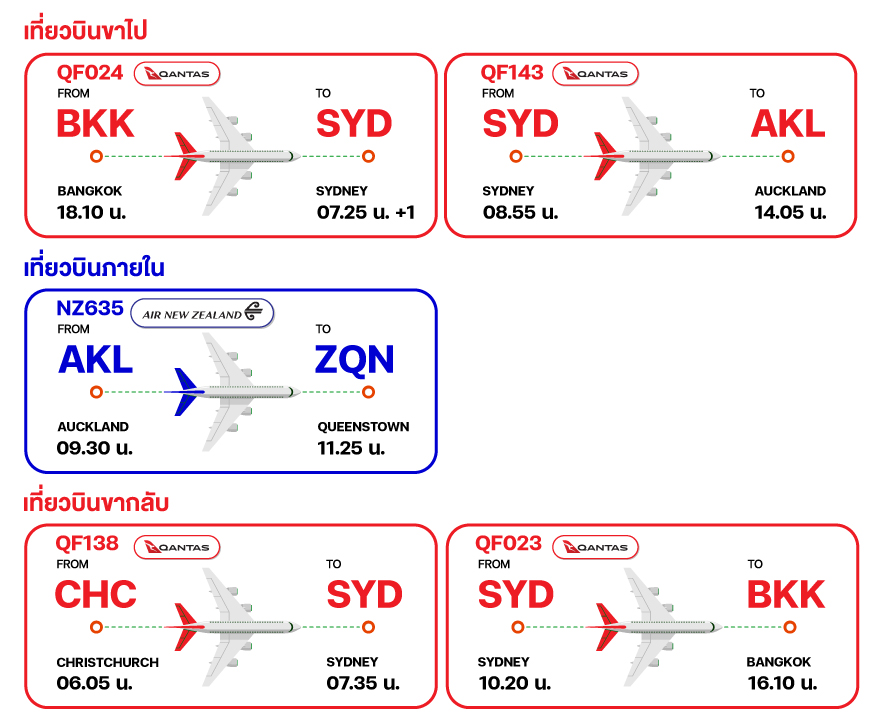 เที่ยวบินขาไป
QF024 QANTAS
FROM TO
BKK SYD
BANGKOK SYDNEY
18.10 น. 07.25 น. +1
QF143 QANTAS
FROM TO
SYD AKL
SYDNEY AUCKLAND
08.55 น. 14.05 น.
เที่ยวบินภายใน
NZ635 AIR NEW ZEALAND
FROM TO
AKL ZQN
AUCKLAND QUEENSTOWN
09.30 น. 11.25 น.
เที่ยวบินขากลับ
QF138 QANTAS
FROM TO
CHC SYD
CHRISTCHURCH SYDNEY
06.05 น. 07.35 น.
QF023 QANTAS
FROM TO
SYD BKK
SYDNEY BANGKOK
10.20 น. 16.10 น.